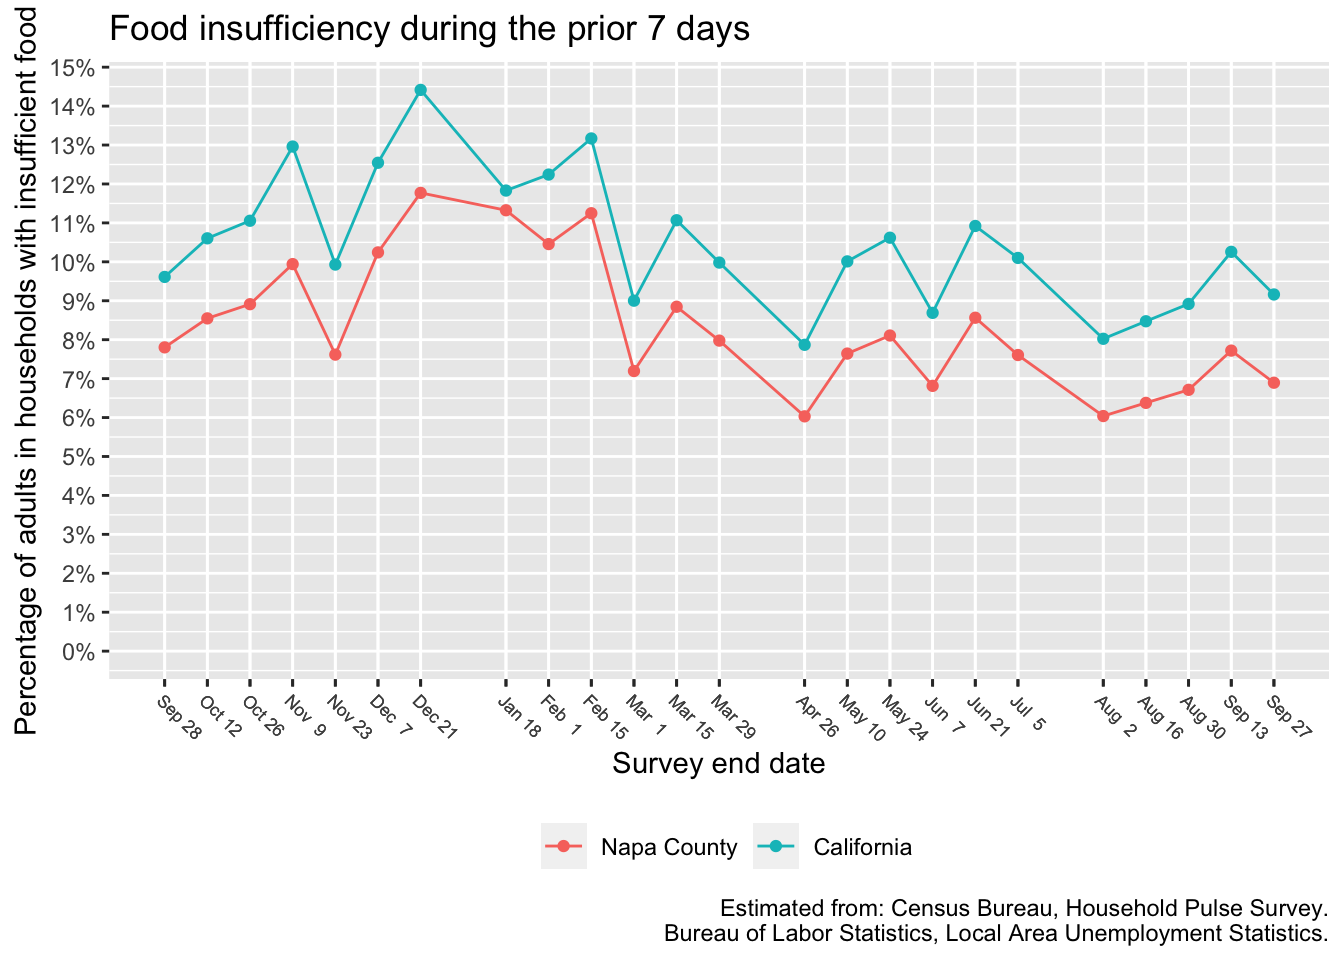 Food insufficiency during the prior 7 days
Percentage of adults in households with insufficient food
15%
14%
13%
12%
11%
10%
9%
8%
7%
6%
5%
4%
3%
2%
1%
0%
Sep 28
Oct 12
Oct 26
Nov 9
Nov 23
Dec 7
Dec 21
Jan 18
Feb 1
Feb 15
Mar 1
Mar 15
Mar 29
Apr 26
May 10
May 24
Jun 7
Jun 21
Jul 5
Aug 2
Aug 16
Aug 30
Sep 13
Sep 27
Survey end date
Napa County
California
Estimated from: Census Bureau, Household Pulse Survey.
Bureau of Labor Statistics, Local Area Unemployment Statistics.